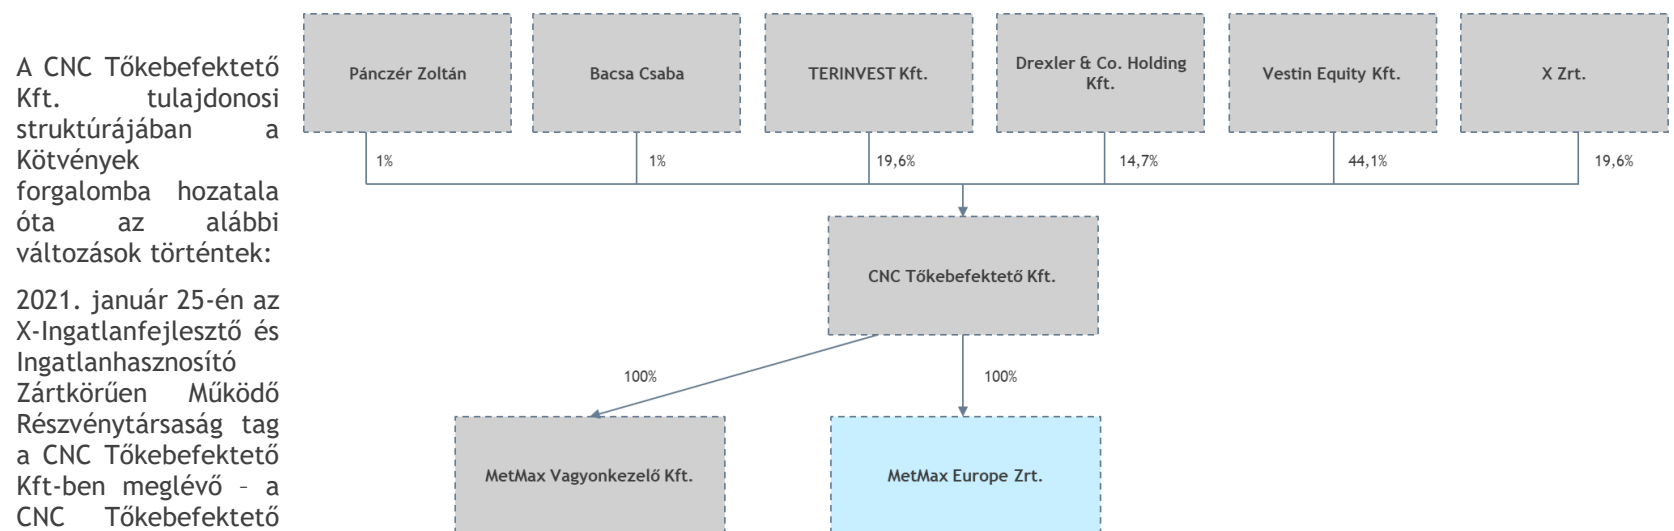 A CNC Tőkebefektető
Kft. tulajdonosi
struktúrájában a
Kötvények
forgalomba hozatala
óta az alábbi
változások történtek:
2021. január 25-én az
X-Ingatlanfejlesztő és
Ingatlanhasznosító
Zártkörűen Működő
Részvénytársaság tag
a CNC Tőkebefektető
Kft-ben meglévő – a
CNC Tőkebefektető
Pánczér Zoltán
Bacsa Csaba
TERINVEST Kft.
Drexler & Co. Holding
Kft.
Vestin Equity Kft.
X Zrt.
1%
1%
19,6%
14,7%
44,1%
19,6%
CNC Tőkebefektető Kft.
100%
100%
MetMax Vagyonkezelő Kft.
MetMax Europe Zrt.